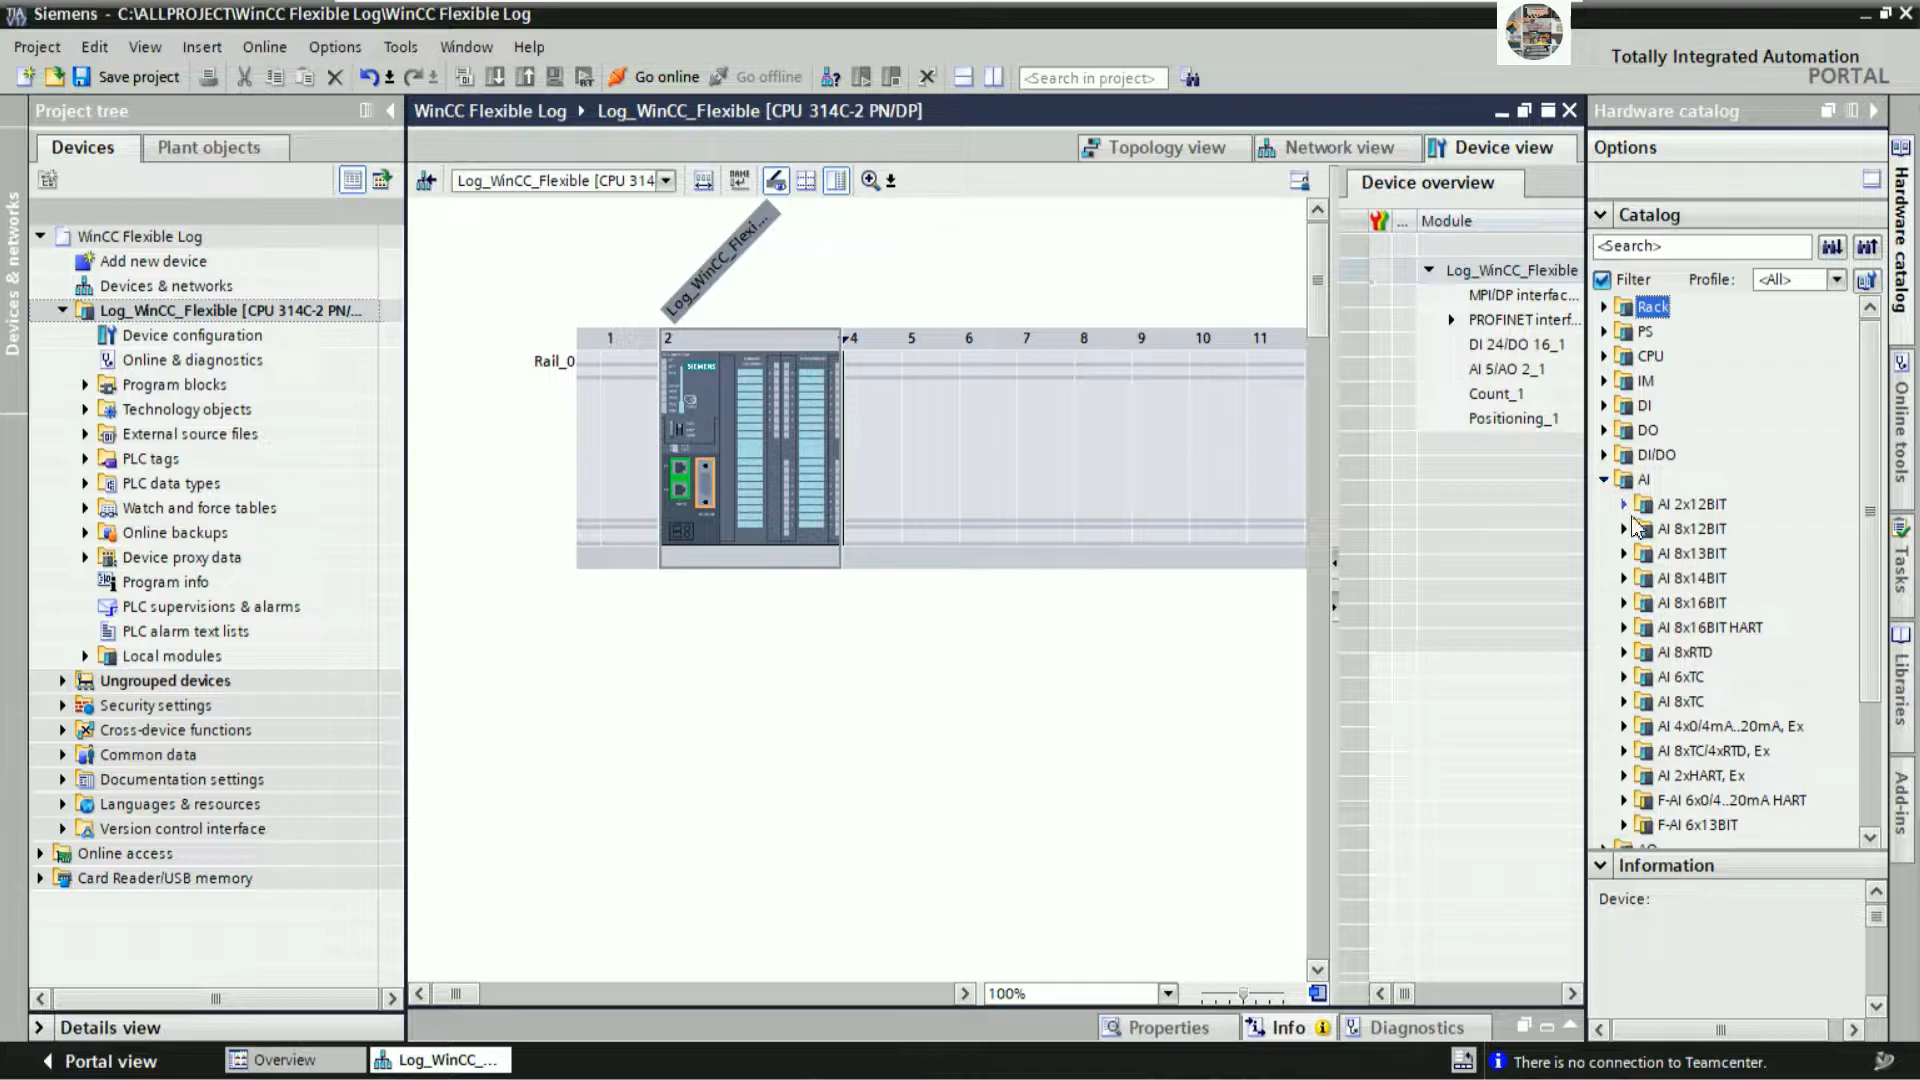 Siemens - C:\ALLPROJECT\WinCC Flexible Log\WinCC Flexible Log
Project Edit View Insert Online Options Tools Window Help
Totally Integrated Automation
PORTAL
Save project
Go online
Go offline
<Search in project>
Project tree
WinCC Flexible Log ▸ Log_WinCC_Flexible [CPU 314C-2 PN/DP]
Hardware catalog
Devices
Plant objects
Topology view
Network view
Device view
Options
Log_WinCC_Flexible [CPU 314
Device overview
... Module
Catalog
<Search>
Filter
Profile:
<All>
WinCC Flexible Log
Add new device
Devices & networks
Log_WinCC_Flexible [CPU 314C-2 PN/...
Device configuration
Online & diagnostics
Program blocks
Technology objects
External source files
PLC tags
PLC data types
Watch and force tables
Online backups
Device proxy data
Program info
PLC supervisions & alarms
PLC alarm text lists
Local modules
Ungrouped devices
Security settings
Cross-device functions
Common data
Documentation settings
Languages & resources
Version control interface
Online access
Card Reader/USB memory
Details view
Devices & networks
Log_WinCC_Flexi...
1 2 4 5 6 7 8 9 10 11
Rail_0
SIEMENS
Log_WinCC_Flexible
MPI/DP interfac...
PROFINET interf...
DI 24/DO 16_1
AI 5/AO 2_1
Count_1
Positioning_1
Rack
PS
CPU
IM
DI
DO
DI/DO
AI
AI 2x12BIT
AI 8x12BIT
AI 8x13BIT
AI 8x14BIT
AI 8x16BIT
AI 8x16BIT HART
AI 8xRTD
AI 6xTC
AI 8xTC
AI 4x0/4mA..20mA, Ex
AI 8xTC/4xRTD, Ex
AI 2xHART, Ex
F-AI 6x0/4..20mA HART
F-AI 6x13BIT
Information
Device:
Hardware catalog
Online tools
Tasks
Libraries
Add-ins
100%
Properties
Info
Diagnostics
Portal view
Overview
Log_WinCC_...
There is no connection to Teamcenter.